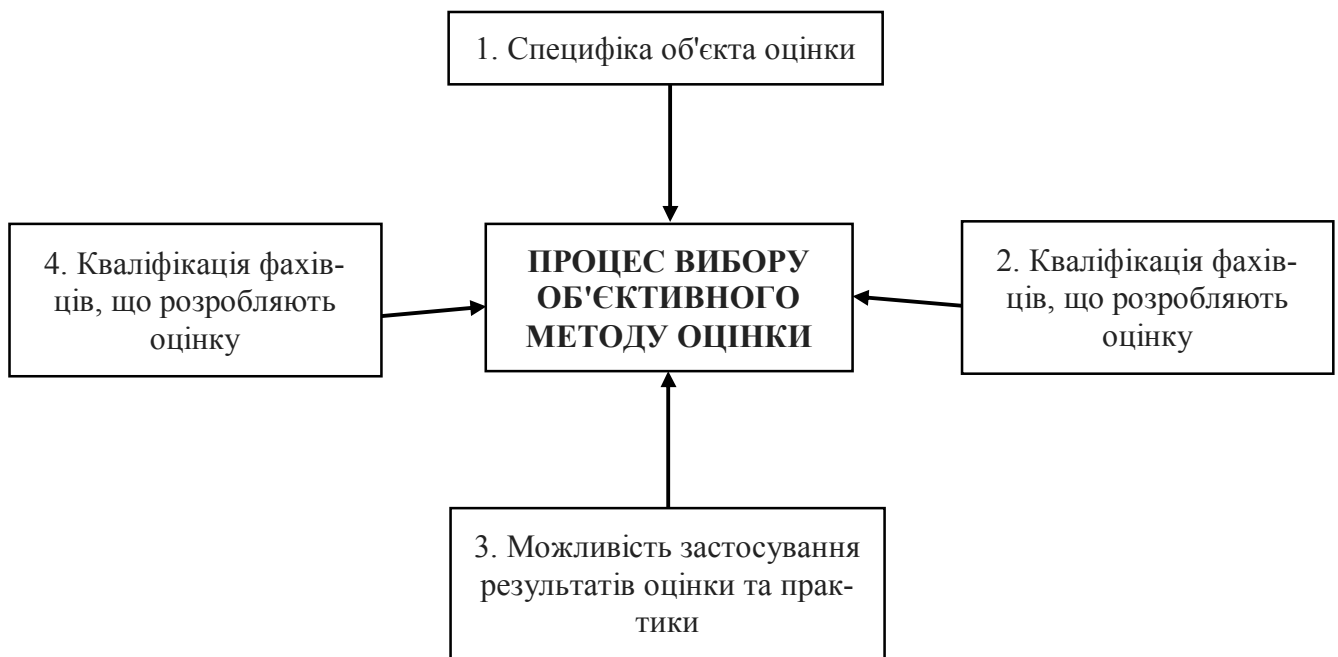 1. Специфіка об'єкта оцінки
4. Кваліфікація фахів-
ців, що розробляють
оцінку
ПРОЦЕС ВИБОРУ
ОБ'ЄКТИВНОГО
МЕТОДУ ОЦІНКИ
2. Кваліфікація фахів-
ців, що розробляють
оцінку
3. Можливість застосування
результатів оцінки та прак-
тики